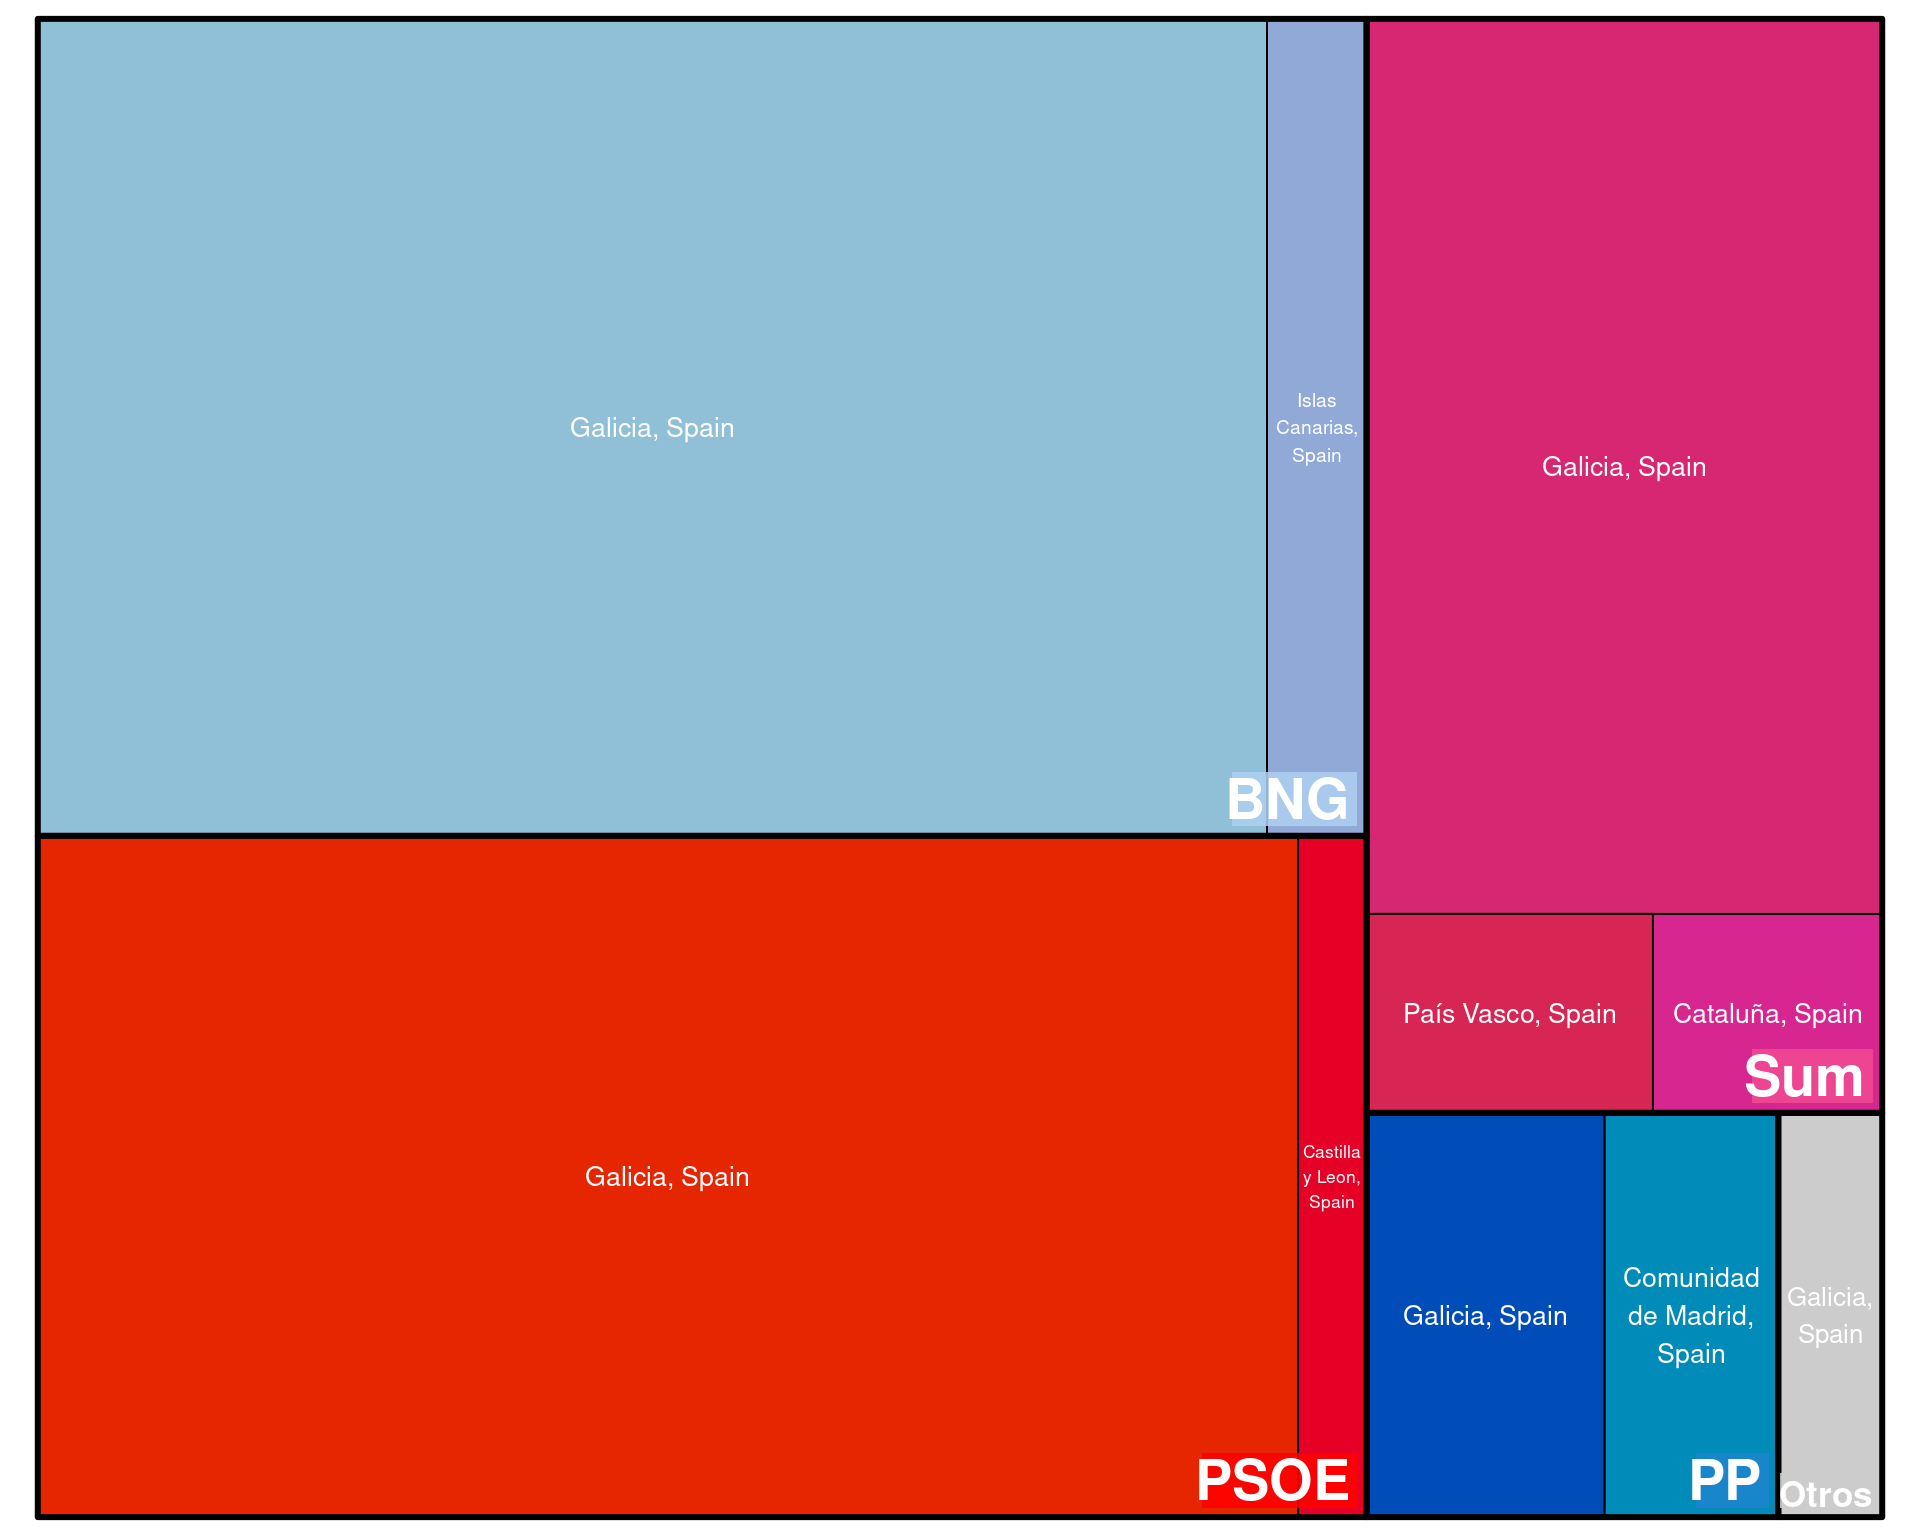 Galicia, Spain
Islas
Canarias,
Spain
BNG
Galicia, Spain
Castilla
y Leon,
Spain
PSOE
Galicia, Spain
País Vasco, Spain
Cataluña, Spain
Sum
Galicia, Spain
Comunidad
de Madrid,
Spain
PP
Galicia,
Spain
Otros